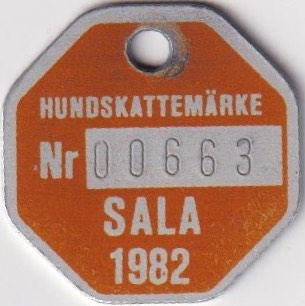 HUNDSKATTEMÄRKE
Nr 00663
SALA
1982